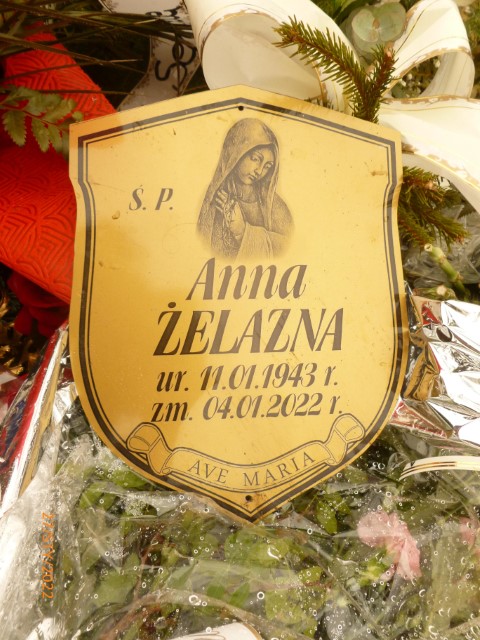 Ś. P.
Anna
ŻELAZNA
ur. 11.01.1943 r.
zm. 04.01.2022 r.
AVE MARIA